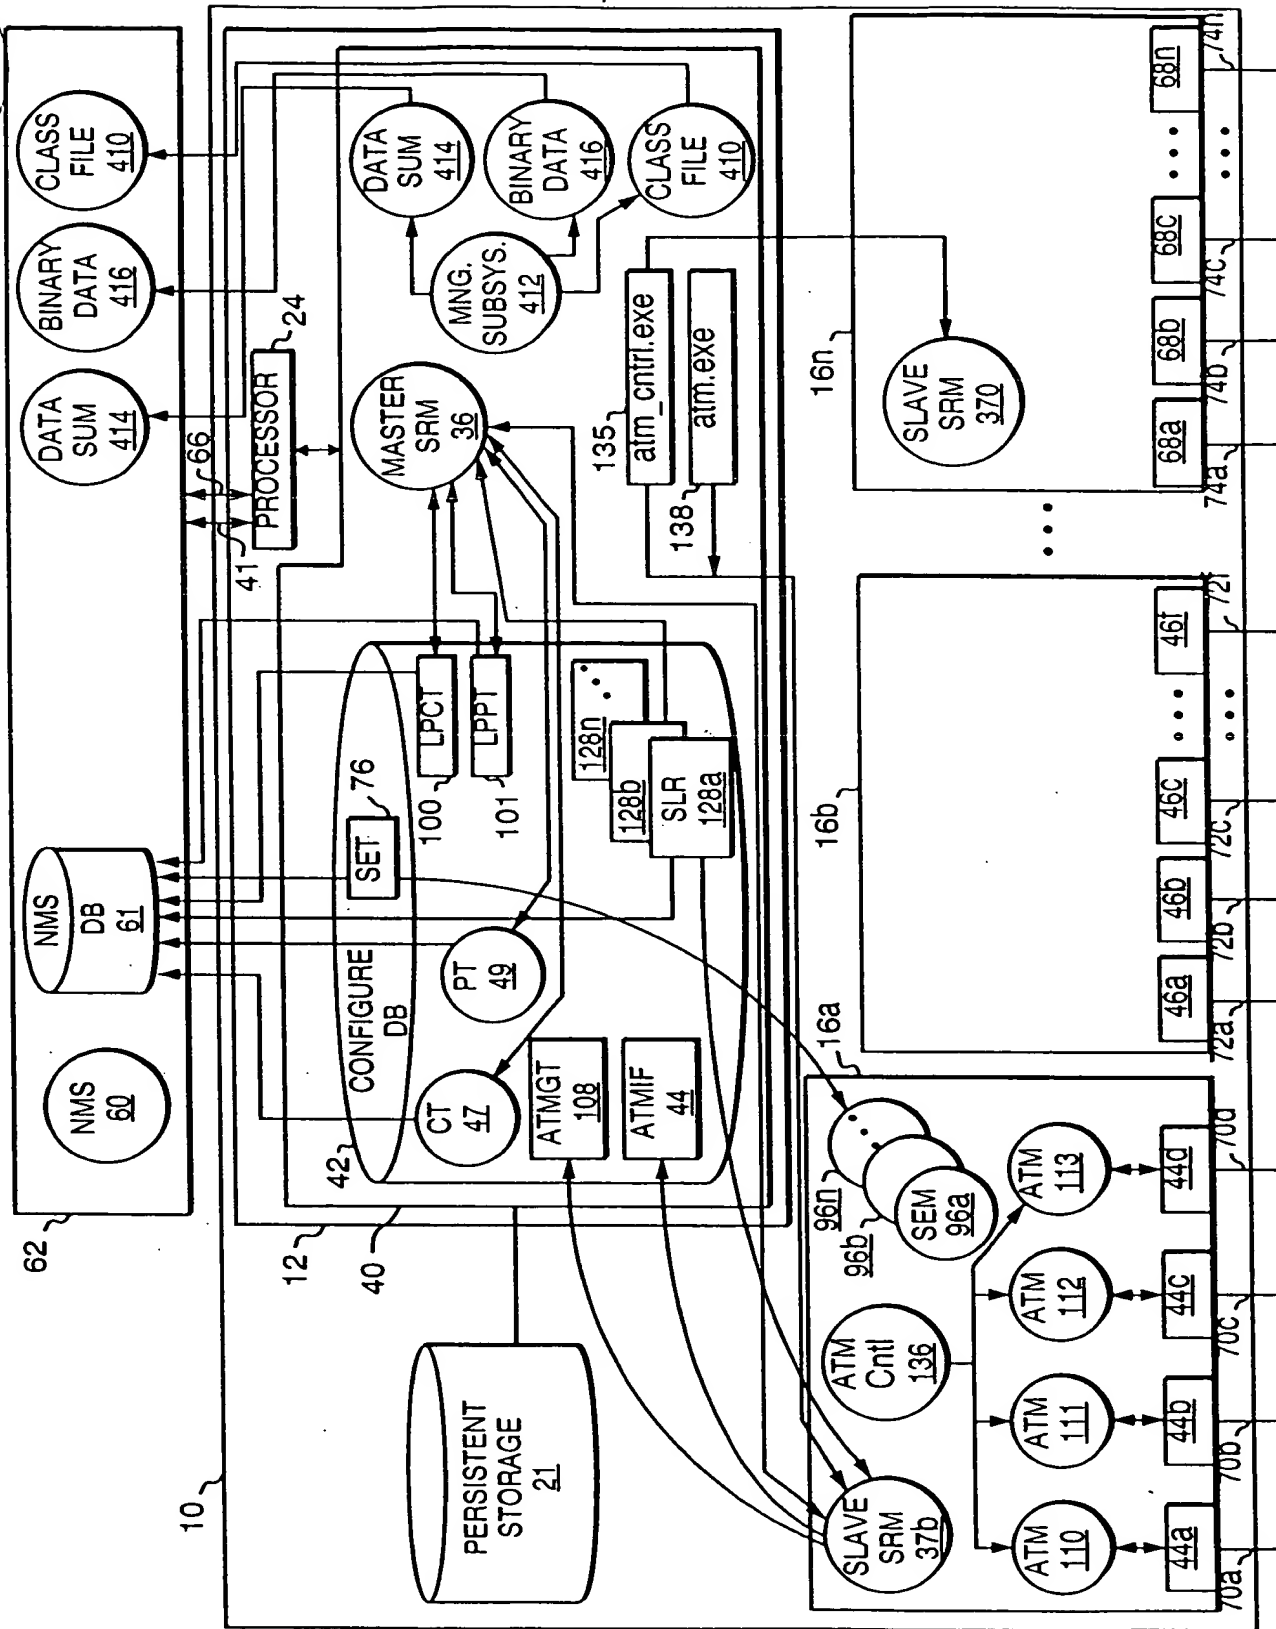 62
NMS
60
NMS
DB
61
DATA
SUM
414
BINARY
DATA
416
CLASS
FILE
410
41
66
10
12
40
42
PROCESSOR
24
PERSISTENT
STORAGE
21
CONFIGURE
DB
SET
76
CT
47
PT
49
LPCT
100
LPPT
101
ATMGT
108
ATMIF
44
128n
128b
SLR
128a
MASTER
SRM
36
MNG.
SUBSYS.
412
DATA
SUM
414
BINARY
DATA
416
CLASS
FILE
410
135
atm_cntrl.exe
138
atm.exe
16a
SLAVE
SRM
37b
ATM
Cntl
136
96n
96b
SEM
96a
ATM
110
ATM
111
ATM
112
ATM
113
44a
44b
44c
44d
70a
70b
70c
70d
16b
46a
46b
46c
46f
72a
72b
72c
16n
SLAVE
SRM
370
68a
68b
68c
68n
74a
74b
74c
74n